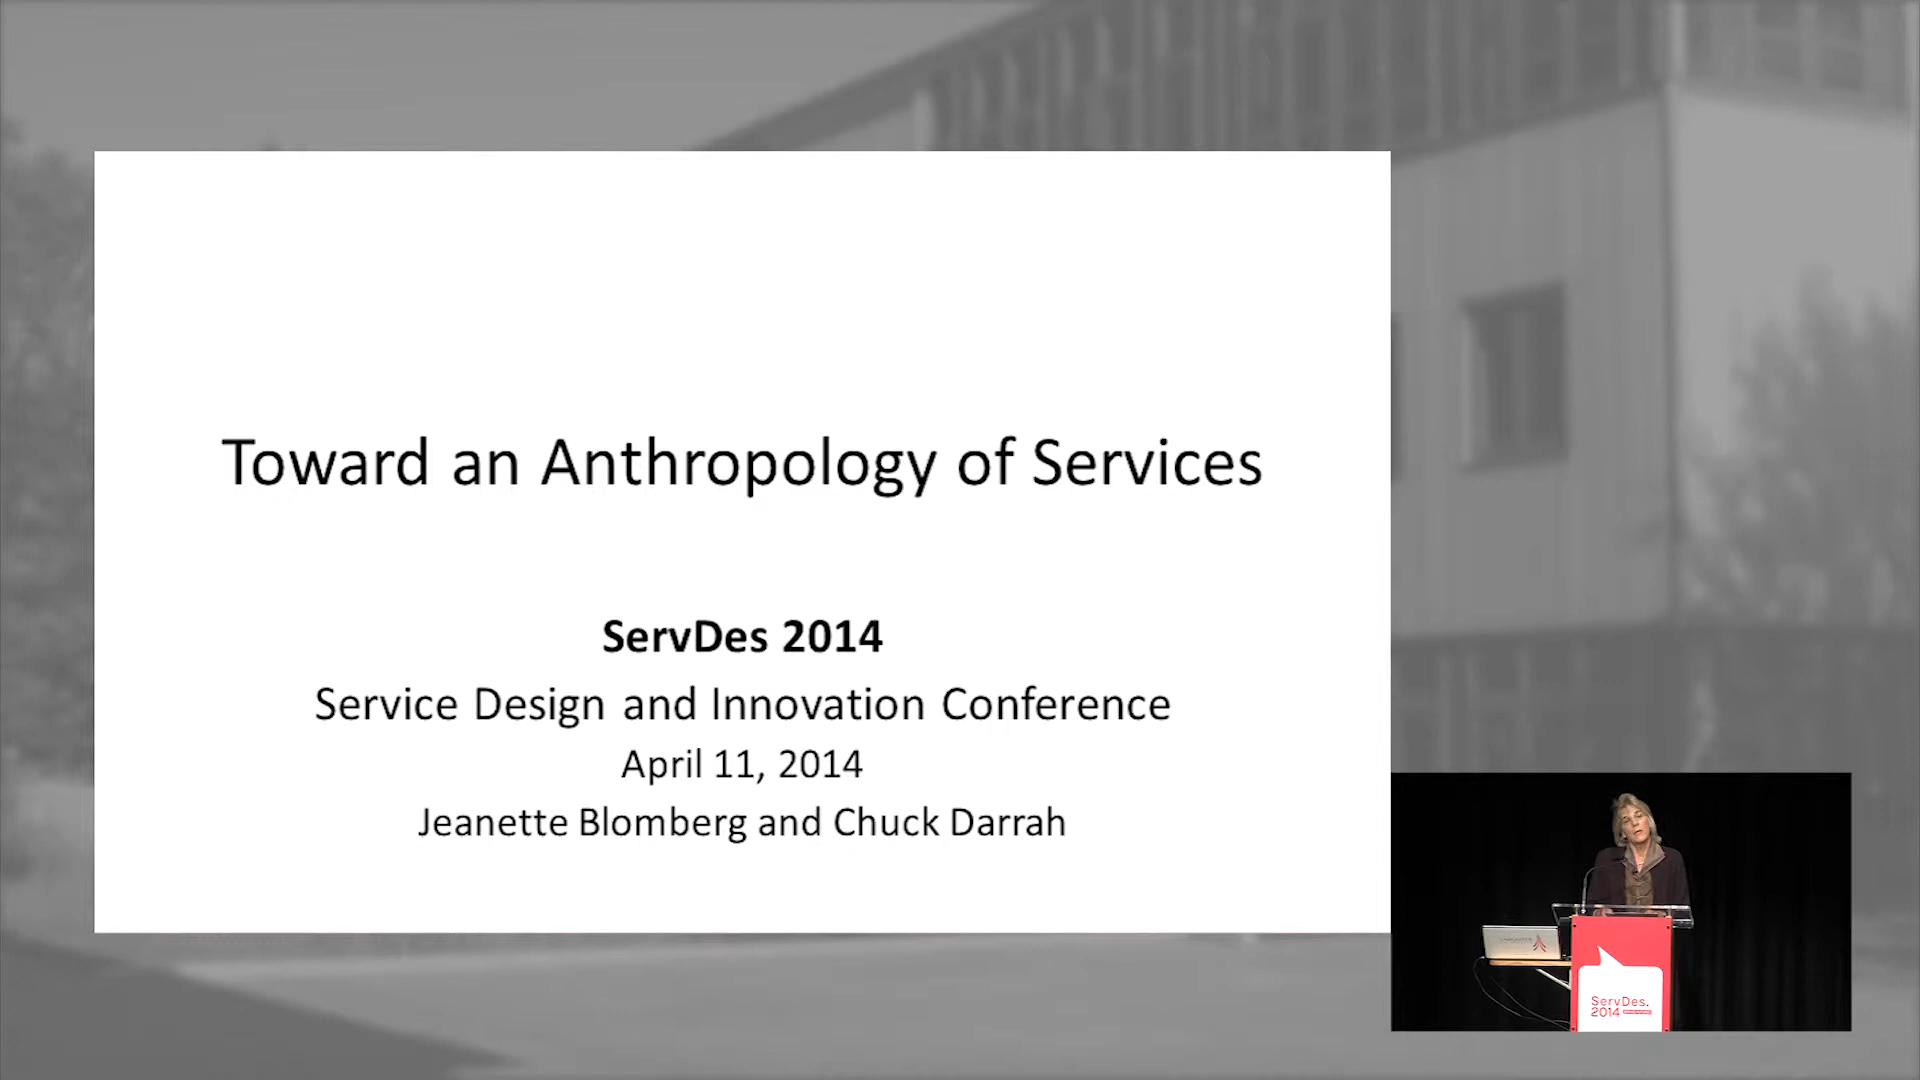 Toward an Anthropology of Services
ServDes 2014
Service Design and Innovation Conference
April 11, 2014
Jeanette Blomberg and Chuck Darrah
ServDes.
2014